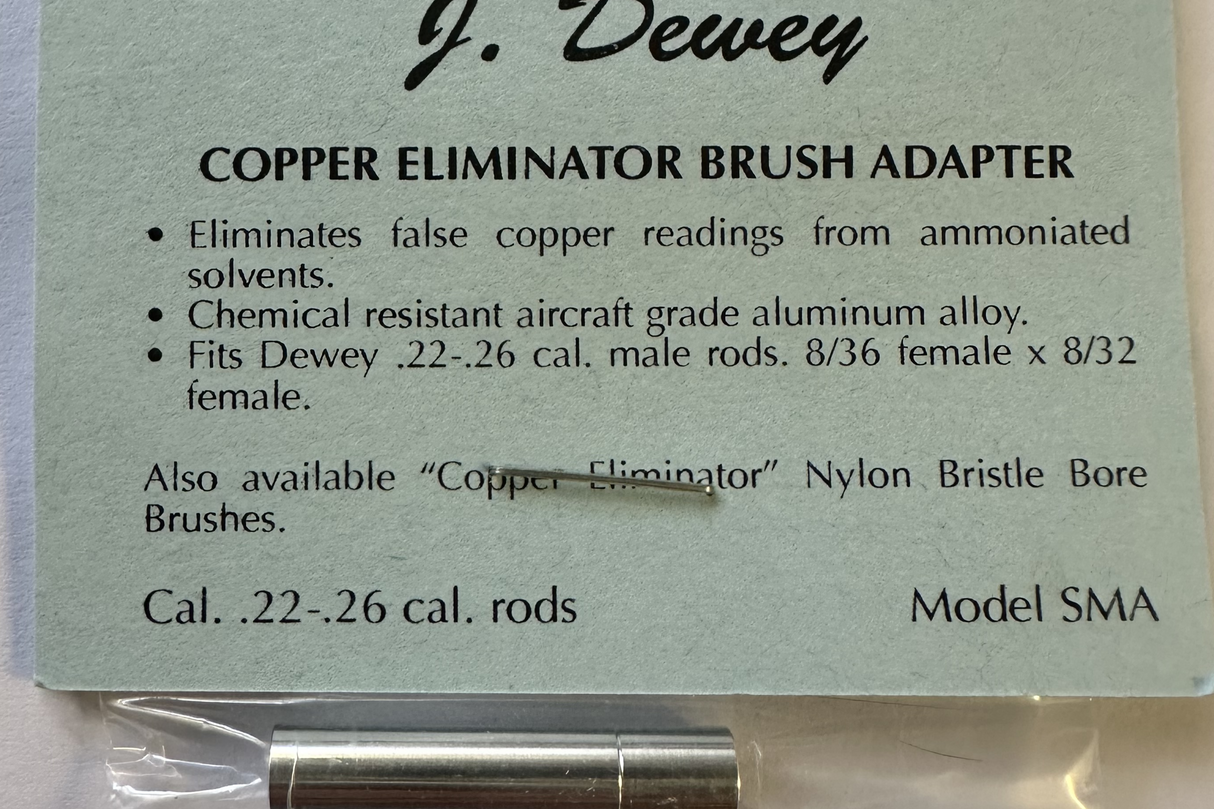 J. Dewey
COPPER ELIMINATOR BRUSH ADAPTER
• Eliminates false copper readings from ammoniated
solvents.
• Chemical resistant aircraft grade aluminum alloy.
• Fits Dewey .22-.26 cal. male rods. 8/36 female x 8/32
female.
Also available “Copper Eliminator” Nylon Bristle Bore
Brushes.
Cal. .22-.26 cal. rods
Model SMA